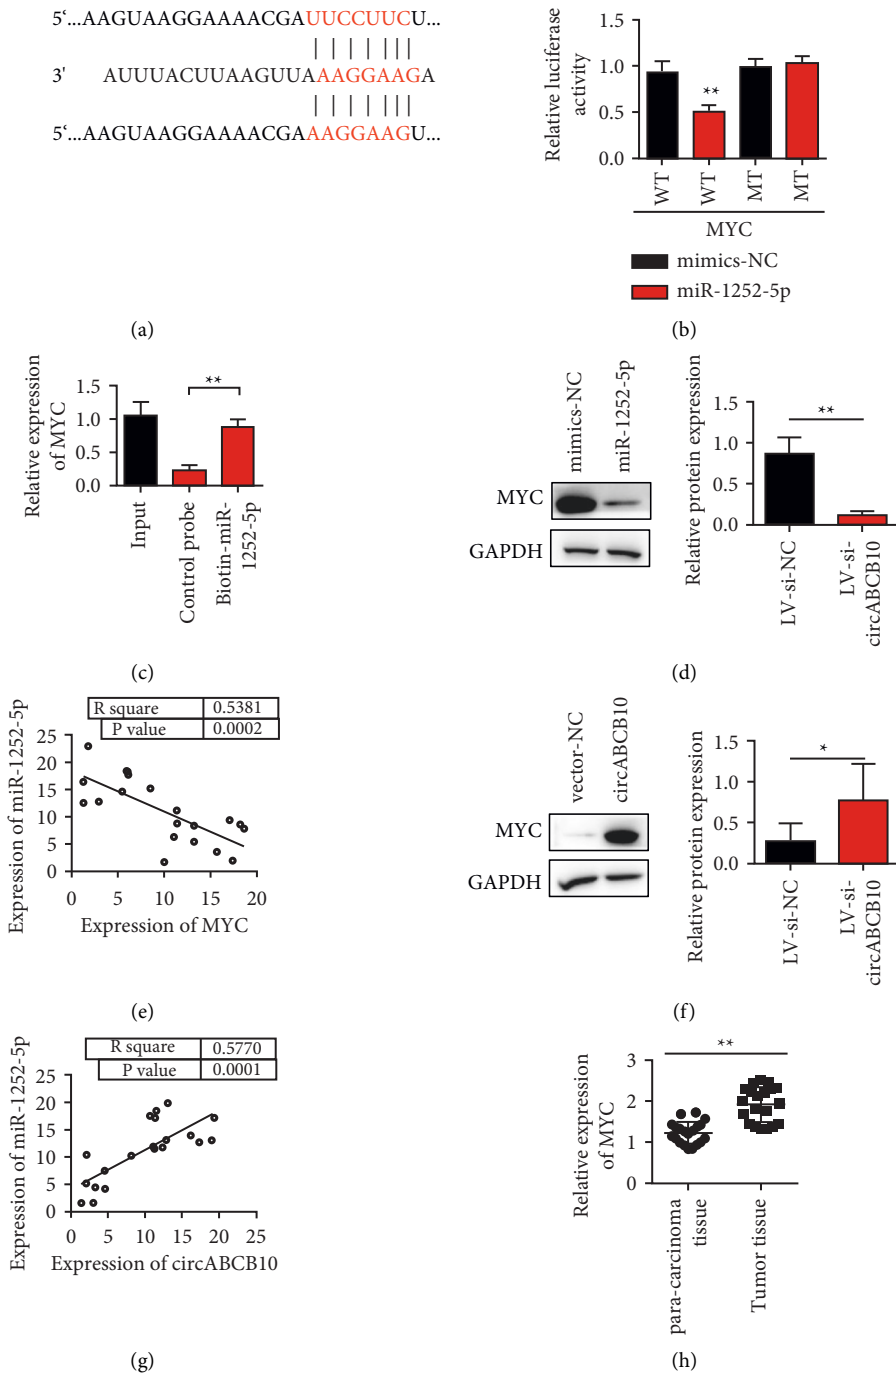 5‘...AAGUAAGGAAAACGAUUCCUUCU...
3' AUUUACUUAAGUUAAAGGAAGA
5‘...AAGUAAGGAAAACGAAAGGAAGU...
(a)
Relative luciferase
activity
1.5
1.0
0.5
0.0
**
WT
WT
MT
MT
MYC
mimics-NC
miR-1252-5p
(b)
Relative expression
of MYC
1.5
1.0
0.5
0.0
**
Input
Control probe
Biotin-miR-
1252-5p
(c)
mimics-NC
miR-1252-5p
MYC
GAPDH
Relative protein expression
1.5
1.0
0.5
0.0
**
LV-si-NC
LV-si-
circABCB10
(d)
R square 0.5381
P value 0.0002
Expression of miR-1252-5p
25
20
15
10
5
0
0 5 10 15 20
Expression of MYC
(e)
vector-NC
circABCB10
MYC
GAPDH
Relative protein expression
1.5
1.0
0.5
0.0
*
LV-si-NC
LV-si-
circABCB10
(f)
R square 0.5770
P value 0.0001
Expression of miR-1252-5p
25
20
15
10
5
0
0 5 10 15 20 25
Expression of circABCB10
(g)
Relative expression
of MYC
3
2
1
0
**
para-carcinoma
tissue
Tumor tissue
(h)